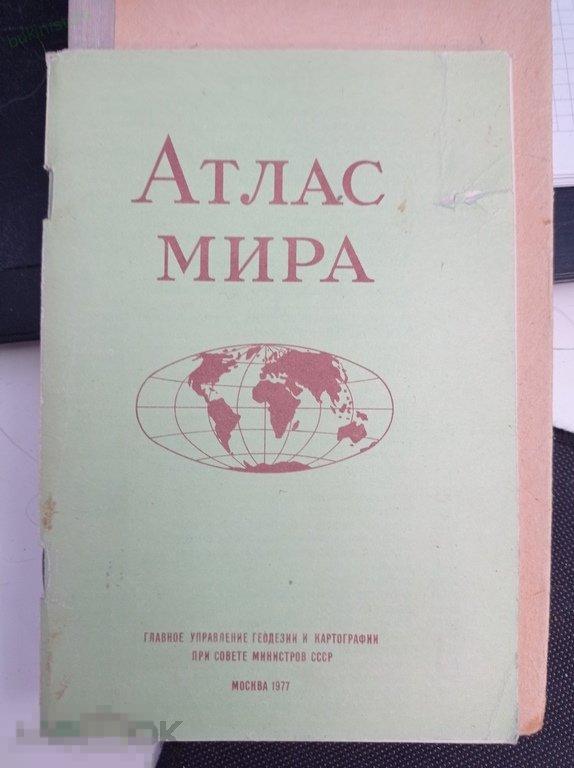 АТЛАС
МИРА
ГЛАВНОЕ УПРАВЛЕНИЕ ГЕОДЕЗИИ И КАРТОГРАФИИ
ПРИ СОВЕТЕ МИНИСТРОВ СССР
МОСКВА 1977